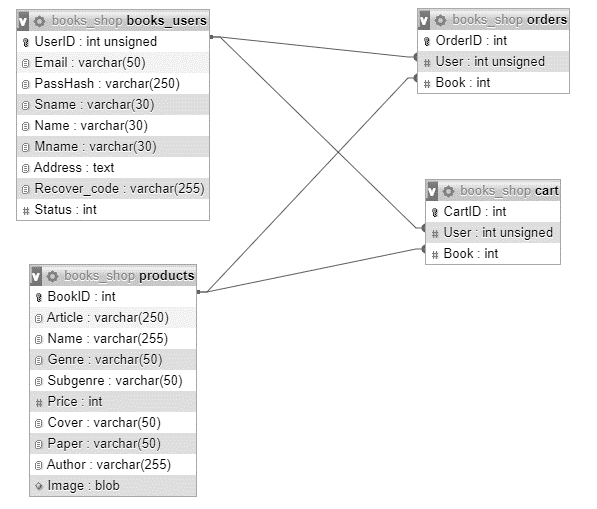 v books_shop books_users
UserID : int unsigned
Email : varchar(50)
PassHash : varchar(250)
Sname : varchar(30)
Name : varchar(30)
Mname : varchar(30)
Address : text
Recover_code : varchar(255)
# Status : int
v books_shop orders
OrderID : int
# User : int unsigned
# Book : int
v books_shop cart
CartID : int
# User : int unsigned
# Book : int
v books_shop products
BookID : int
Article : varchar(250)
Name : varchar(255)
Genre : varchar(50)
Subgenre : varchar(50)
# Price : int
Cover : varchar(50)
Paper : varchar(50)
Author : varchar(255)
Image : blob